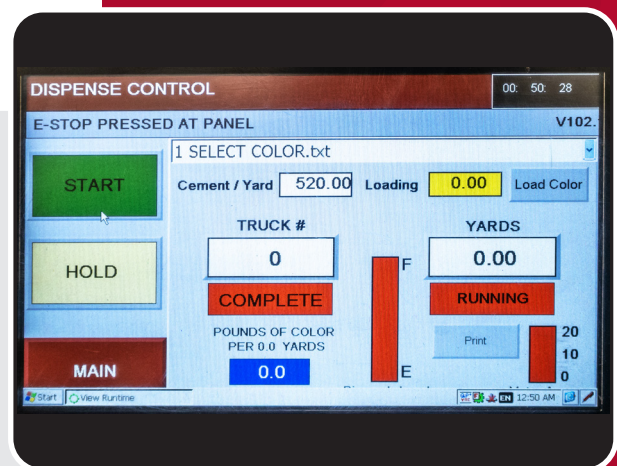 DISPENSE CONTROL
00: 50: 28
E-STOP PRESSED AT PANEL
V102.
1 SELECT COLOR.txt
START
Cement / Yard 520.00 Loading 0.00 Load Color
TRUCK #
YARDS
0
F
0.00
HOLD
COMPLETE
RUNNING
POUNDS OF COLOR
PER 0.0 YARDS
Print
20
10
0
MAIN
0.0
E
Start View Runtime
EN 12:50 AM